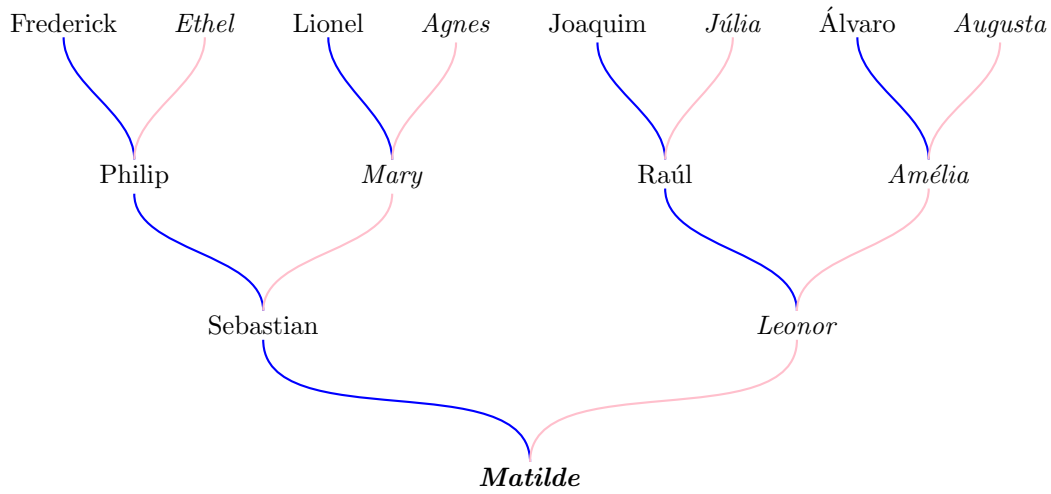 Frederick Ethel Lionel Agnes Joaquim Júlia Álvaro Augusta
Philip Mary Raúl Amélia
Sebastian Leonor
Matilde